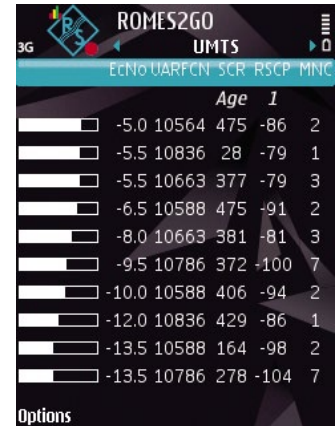 R&S ROMES2GO
3G UMTS
EcNo UARFCN SCR RSCP MNC
Age 1
-5.0 10564 475 -86 2
-5.5 10836 28 -79 1
-5.5 10663 377 -79 3
-6.5 10588 475 -91 2
-8.0 10663 381 -81 3
-9.5 10786 372 -100 7
-10.0 10588 406 -94 2
-12.0 10836 429 -86 1
-13.5 10588 164 -98 2
-13.5 10786 278 -104 7
Options